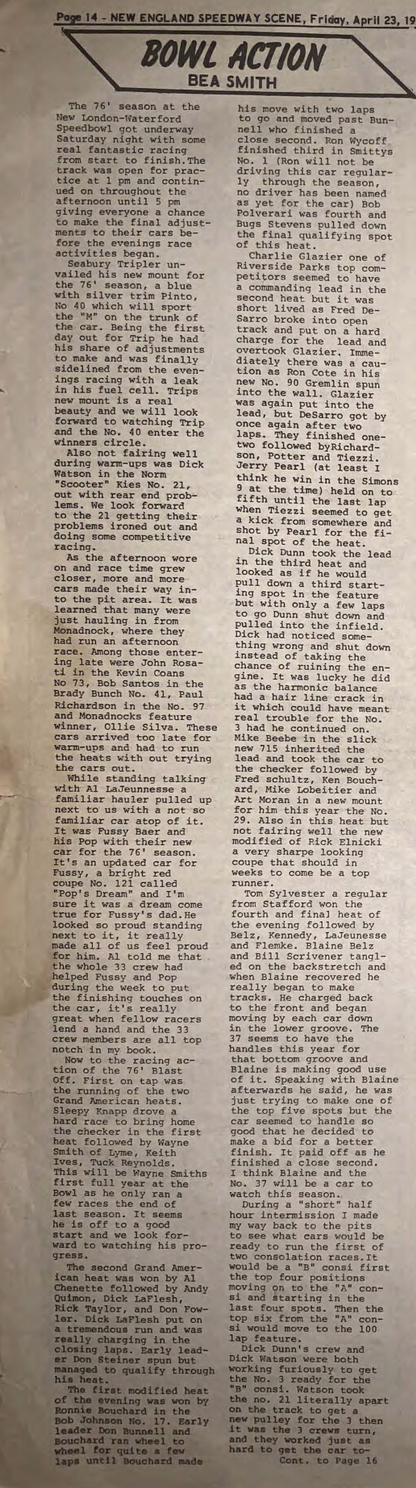 Page 14 - NEW ENGLAND SPEEDWAY SCENE, Friday, April 23, 19
BOWL ACTION
BEA SMITH
The 76' season at the
New London-Waterford
Speedbowl got underway
Saturday night with some
real fantastic racing
from start to finish.The
track was open for prac-
tice at 1 pm and contin-
ued on throughout the
afternoon until 5 pm
giving everyone a chance
to make the final adjust-
ments to their cars be-
fore the evenings race
activities began.
Seabury Tripler un-
vailed his new mount for
the 76' season, a blue
with silver trim Pinto,
No 40 which will sport
the "M" on the trunk of
the car. Being the first
day out for Trip he had
his share of adjustments
to make and was finally
sidelined from the even-
ings racing with a leak
in his fuel cell. Trips
new mount is a real
beauty and we will look
forward to watching Trip
and the No. 40 enter the
winners circle.
Also not fairing well
during warm-ups was Dick
Watson in the Norm
"Scooter" Kies No. 21,
out with rear end prob-
lems. We look forward
to the 21 getting their
problems ironed out and
doing some competitive
racing.
As the afternoon wore
on and race time grew
closer, more and more
cars made their way in-
to the pit area. It was
learned that many were
just hauling in from
Monadnock, where they
had run an afternoon
race. Among those enter-
ing late were John Rosa-
ti in the Kevin Coans
No 73, Bob Santos in the
Brady Bunch No. 41, Paul
Richardson in the No. 97
and Monadnocks feature
winner, Ollie Silva. These
cars arrived too late for
warm-ups and had to run
the heats with out trying
the cars out.
While standing talking
with Al LaJeunnesse a
familiar hauler pulled up
next to us with a not so
familiar car atop of it.
It was Fussy Baer and
his Pop with their new
car for the 76' season.
It's an updated car for
Fussy, a bright red
coupe No. 121 called
"Pop's Dream" and I'm
sure it was a dream come
true for Fussy's dad.He
looked so proud standing
next to it, it really
made all of us feel proud
for him. Al told me that
the whole 33 crew had
helped Fussy and Pop
during the week to put
the finishing touches on
the car, it's really
great when fellow racers
lend a hand and the 33
crew members are all top
notch in my book.
Now to the racing ac-
tion of the 76' Blast
Off. First on tap was
the running of the two
Grand American heats.
Sleepy Knapp drove a
hard race to bring home
the checker in the first
heat followed by Wayne
Smith of Lyme, Keith
Ives, Tuck Reynolds.
This will be Wayne Smiths
first full year at the
Bowl as he only ran a
few races the end of
last season. It seems
he is off to a good
start and we look for-
ward to watching his pro-
gress.
The second Grand Amer-
ican heat was won by Al
Chenette followed by Andy
Quimon, Dick LaFlesh,
Rick Taylor, and Don Fow-
ler. Dick LaFlesh put on
a tremendous run and was
really charging in the
closing laps. Early lead-
er Don Steiner spun but
managed to qualify through
his heat.
The first modified heat
of the evening was won by
Ronnie Bouchard in the
Bob Johnson No. 17. Early
leader Don Bunnell and
Bouchard ran wheel to
wheel for quite a few
laps until Bouchard made
his move with two laps
to go and moved past Bun-
nell who finished a
close second. Ron Wycoff
finished third in Smittys
No. 1 (Ron will not be
driving this car regular-
ly through the season,
no driver has been named
as yet for the car) Bob
Polverari was fourth and
Bugs Stevens pulled down
the final qualifying spot
of this heat.
Charlie Glazier one of
Riverside Parks top com-
petitors seemed to have
a commanding lead in the
second heat but it was
short lived as Fred De-
Sarro broke into open
track and put on a hard
charge for the lead and
overtook Glazier. Imme-
diately there was a cau-
tion as Ron Cote in his
new No. 90 Gremlin spun
into the wall. Glazier
was again put into the
lead, but DeSarro got by
once again after two
laps. They finished one-
two followed byRichard-
son, Potter and Tiezzi.
Jerry Pearl (at least I
think he win in the Simons
9 at the time) held on to
fifth until the last lap
when Tiezzi seemed to get
a kick from somewhere and
shot by Pearl for the fi-
nal spot of the heat.
Dick Dunn took the lead
in the third heat and
looked as if he would
pull down a third start-
ing spot in the feature
but with only a few laps
to go Dunn shut down and
pulled into the infield.
Dick had noticed some-
thing wrong and shut down
instead of taking the
chance of ruining the en-
gine. It was lucky he did
as the harmonic balance
had a hair line crack in
it which could have meant
real trouble for the No.
3 had he continued on.
Mike Beebe in the slick
new 715 inherited the
lead and took the car to
the checker followed by
Fred schultz, Ken Bouch-
ard, Mike Lobeitier and
Art Moran in a new mount
for him this year the No.
29. Also in this heat but
not fairing well the new
modified of Rick Elnicki
a very sharpe looking
coupe that should in
weeks to come be a top
runner.
Tom Sylvester a regular
from Stafford won the
fourth and final heat of
the evening followed by
Belz, Kennedy, LaJeunesse
and Flemke. Blaine Belz
and Bill Scrivener tangl-
ed on the backstretch and
when Blaine recovered he
really began to make
tracks. He charged back
to the front and began
moving by each car down
in the lower groove. The
37 seems to have the
handles this year for
that bottom groove and
Blaine is making good use
of it. Speaking with Blaine
afterwards he said, he was
just trying to make one of
the top five spots but the
car seemed to handle so
good that he decided to
make a bid for a better
finish. It paid off as he
finished a close second.
I think Blaine and the
No. 37 will be a car to
watch this season.
During a "short" half
hour intermission I made
my way back to the pits
to see what cars would be
ready to run the first of
two consolation races.It
would be a "B" consi first
the top four positions
moving on to the "A" con-
si and starting in the
last four spots. Then the
top six from the "A" con-
si would move to the 100
lap feature.
Dick Dunn's crew and
Dick Watson were both
working furiously to get
the No. 3 ready for the
"B" consi. Watson took
the no. 21 literally apart
on the track to get a
new pulley for the 3 then
it was the 3 crews turn,
and they worked just as
hard to get the car to-
Cont. to Page 16